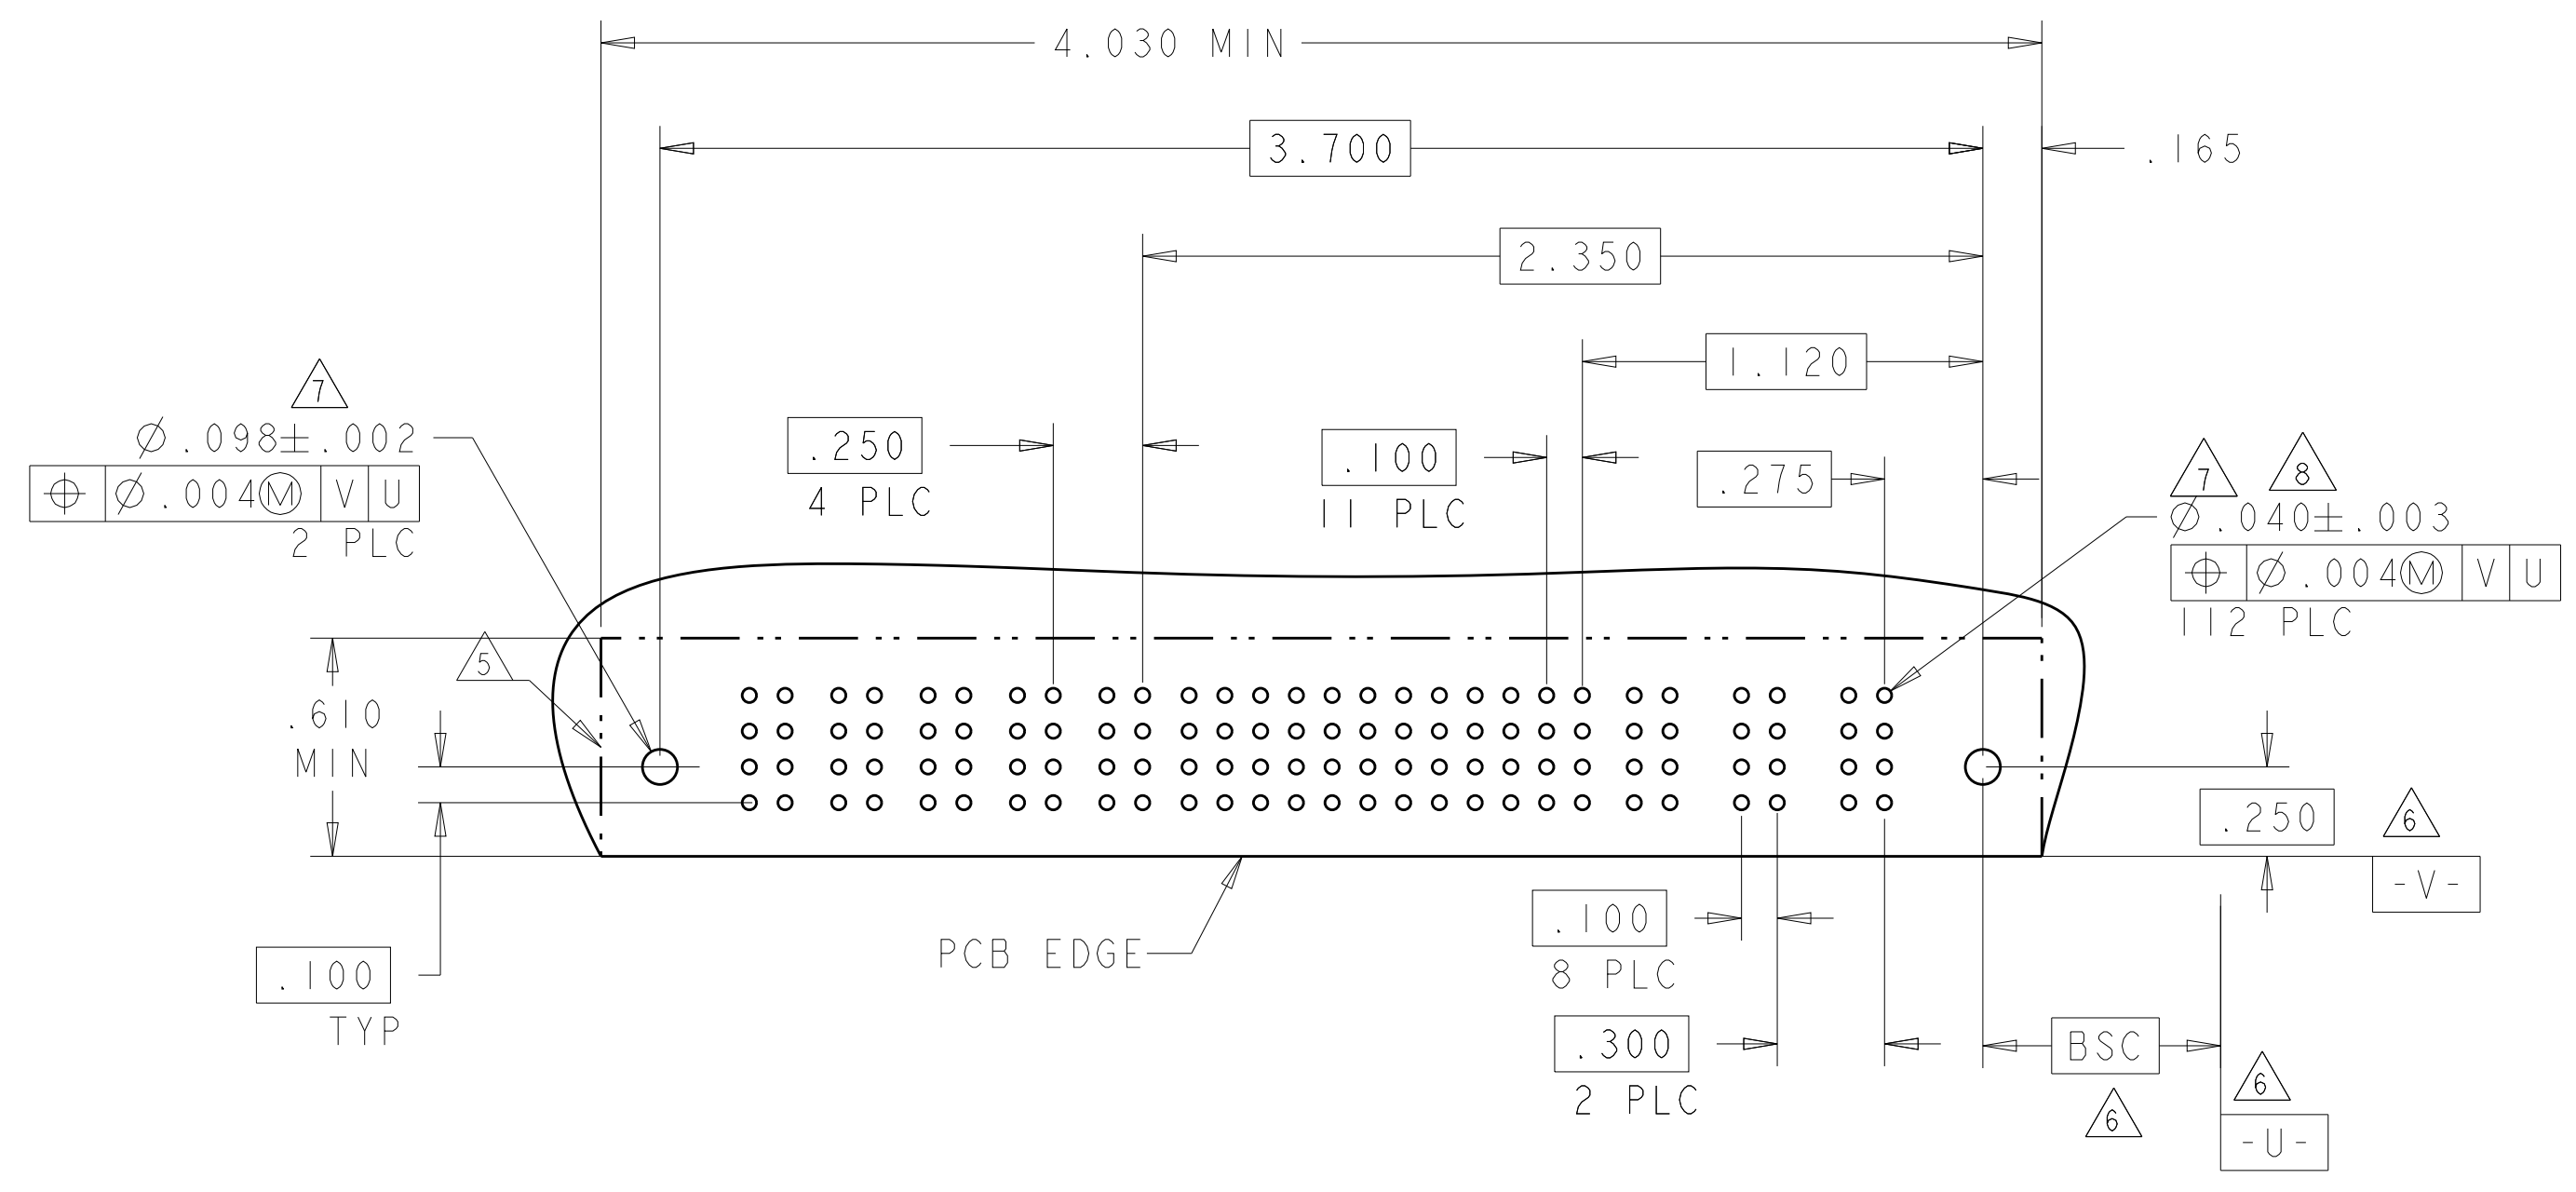 4.030 MIN
3.700
.165
2.350
1.120
7
Ø.098±.002
⌖ Ø.004Ⓜ V U
2 PLC
.250
4 PLC
.100
11 PLC
.275
7 8
Ø.040±.003
⌖ Ø.004Ⓜ V U
112 PLC
5
.610
MIN
.250
6
-V-
.100
8 PLC
PCB EDGE
.100
TYP
.300
2 PLC
BSC
6
6
-U-